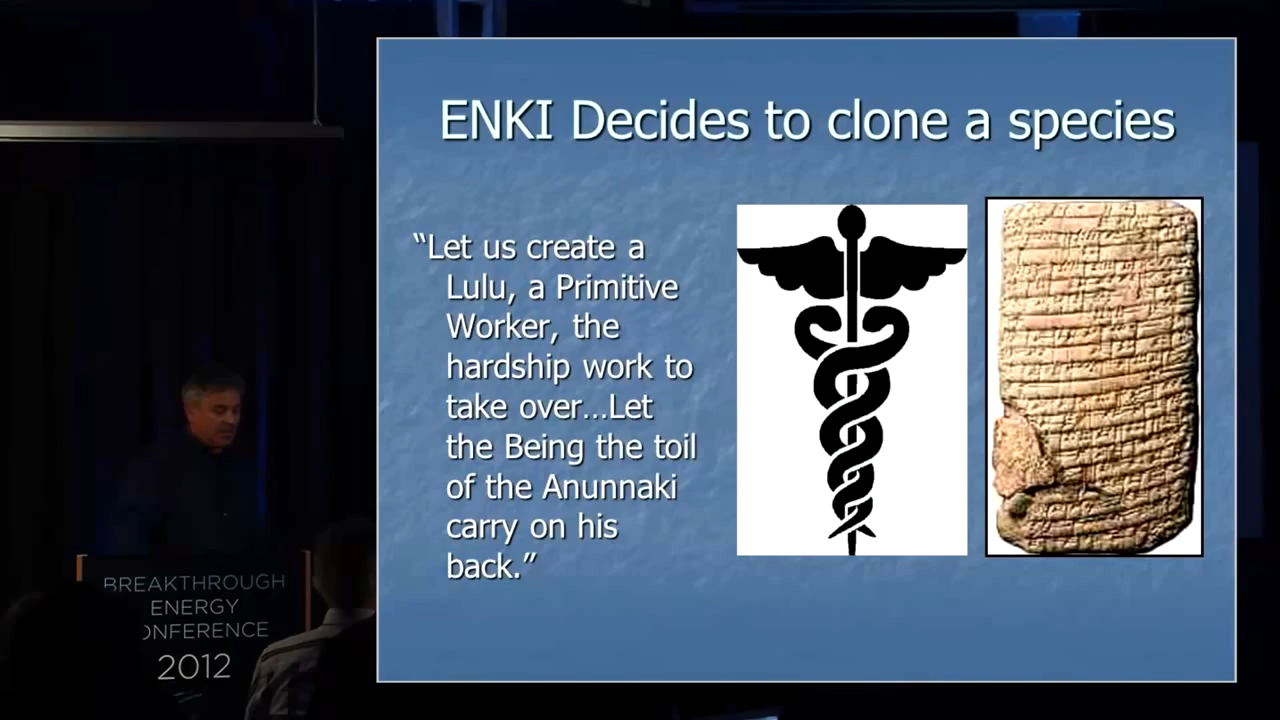 ENKI Decides to clone a species
“Let us create a
Lulu, a Primitive
Worker, the
hardship work to
take over…Let
the Being the toil
of the Anunnaki
carry on his
back.”
BREAKTHROUGH
ENERGY
ONFERENCE
2012